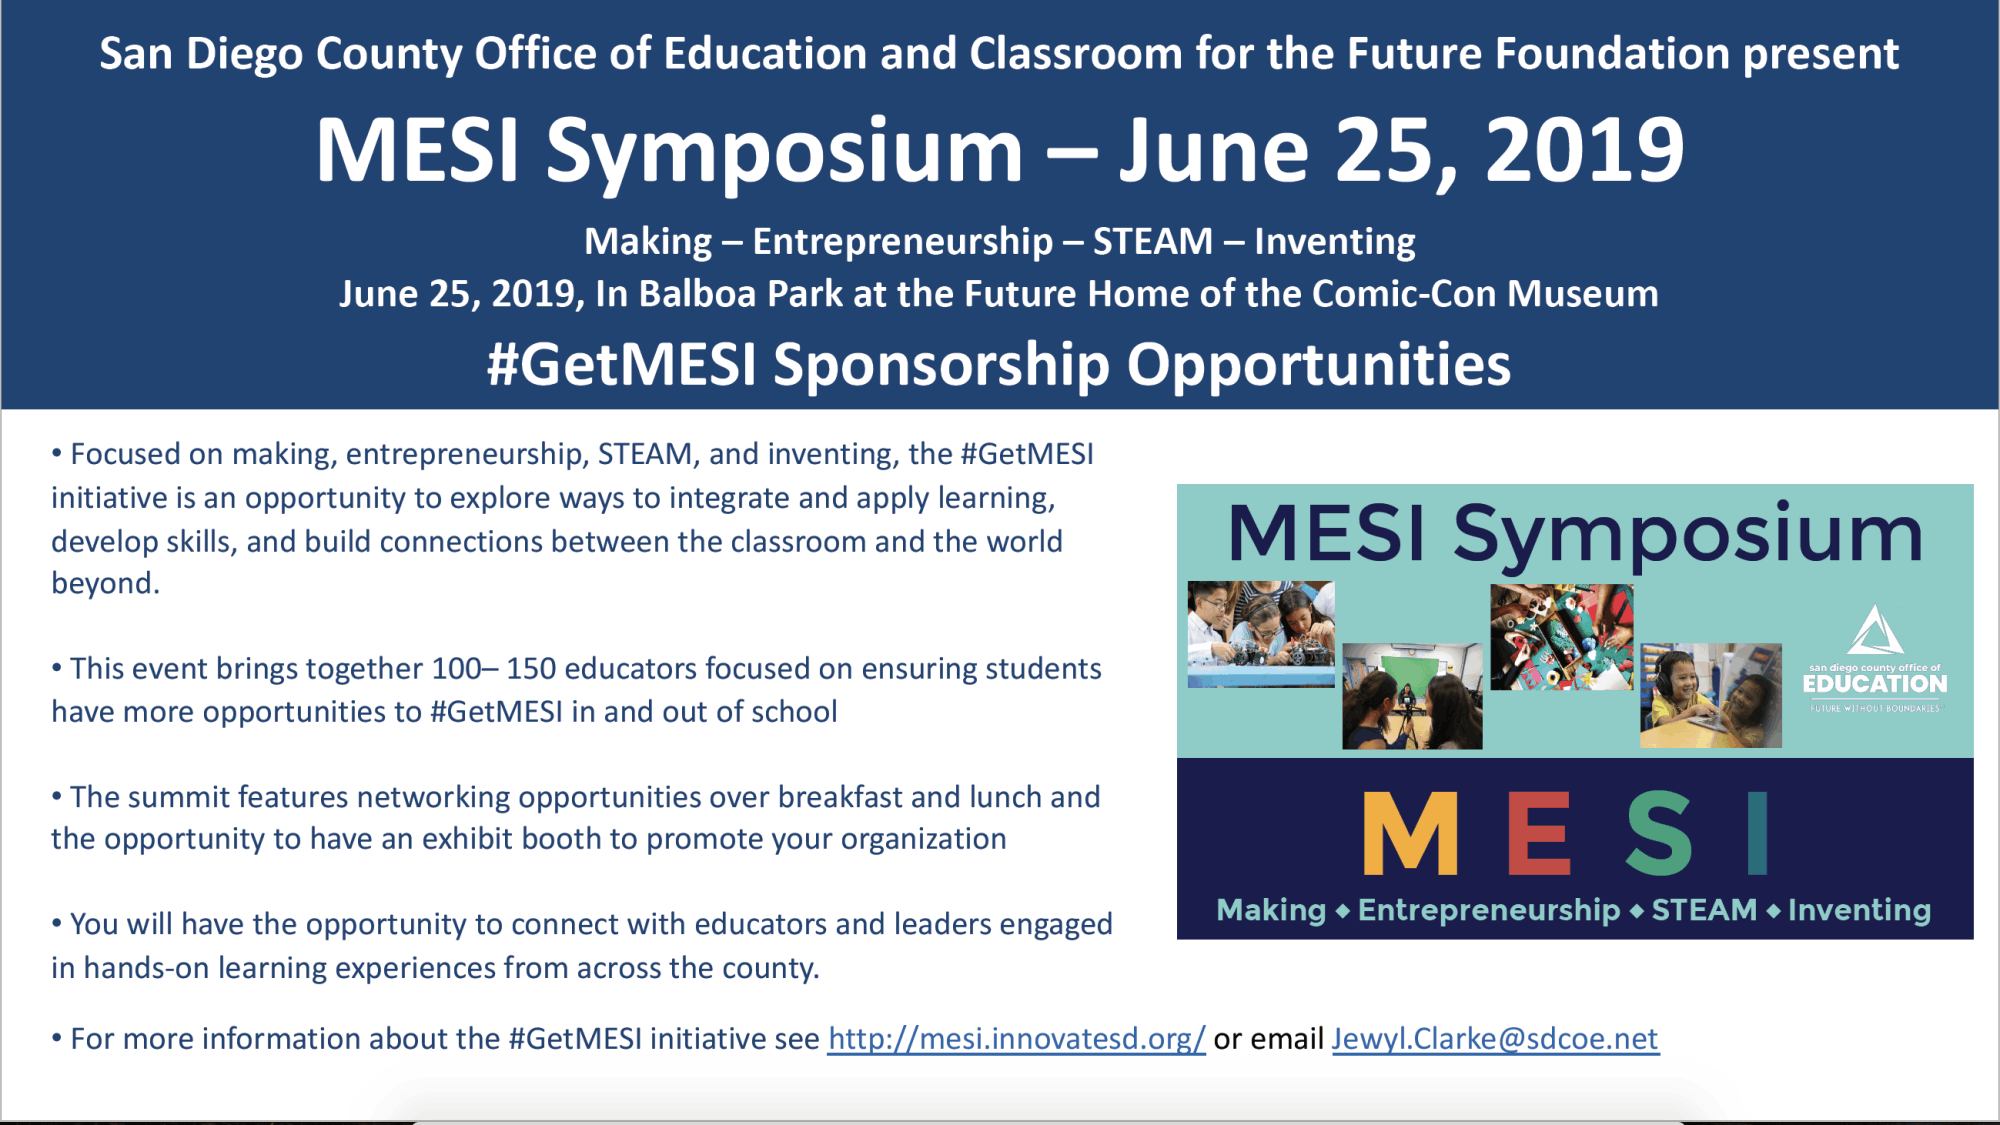 San Diego County Office of Education and Classroom for the Future Foundation present
MESI Symposium – June 25, 2019
Making – Entrepreneurship – STEAM – Inventing
June 25, 2019, In Balboa Park at the Future Home of the Comic-Con Museum
#GetMESI Sponsorship Opportunities
• Focused on making, entrepreneurship, STEAM, and inventing, the #GetMESI
initiative is an opportunity to explore ways to integrate and apply learning,
develop skills, and build connections between the classroom and the world
beyond.
• This event brings together 100– 150 educators focused on ensuring students
have more opportunities to #GetMESI in and out of school
• The summit features networking opportunities over breakfast and lunch and
the opportunity to have an exhibit booth to promote your organization
• You will have the opportunity to connect with educators and leaders engaged
in hands-on learning experiences from across the county.
• For more information about the #GetMESI initiative see http://mesi.innovatesd.org/ or email Jewyl.Clarke@sdcoe.net
MESI Symposium
san diego county office of
EDUCATION
FUTURE WITHOUT BOUNDARIES
M E S I
Making ◆ Entrepreneurship ◆ STEAM ◆ Inventing